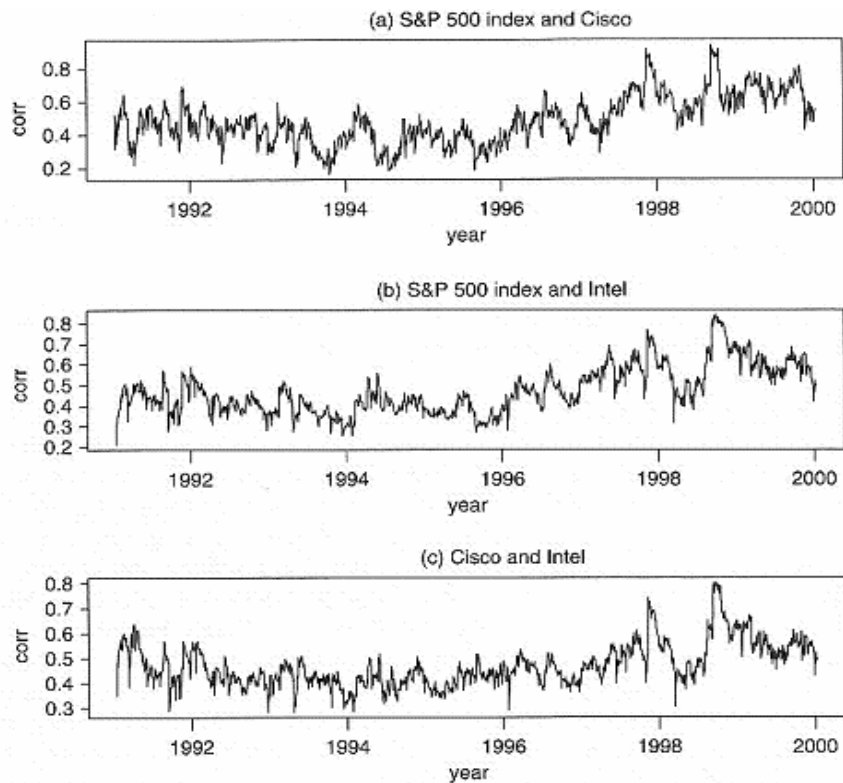 (a) S&P 500 index and Cisco
corr
0.8
0.6
0.4
0.2
1992 1994 1996 1998 2000
year
(b) S&P 500 index and Intel
corr
0.8
0.7
0.6
0.5
0.4
0.3
0.2
1992 1994 1996 1998 2000
year
(c) Cisco and Intel
corr
0.8
0.7
0.6
0.5
0.4
0.3
1992 1994 1996 1998 2000
year